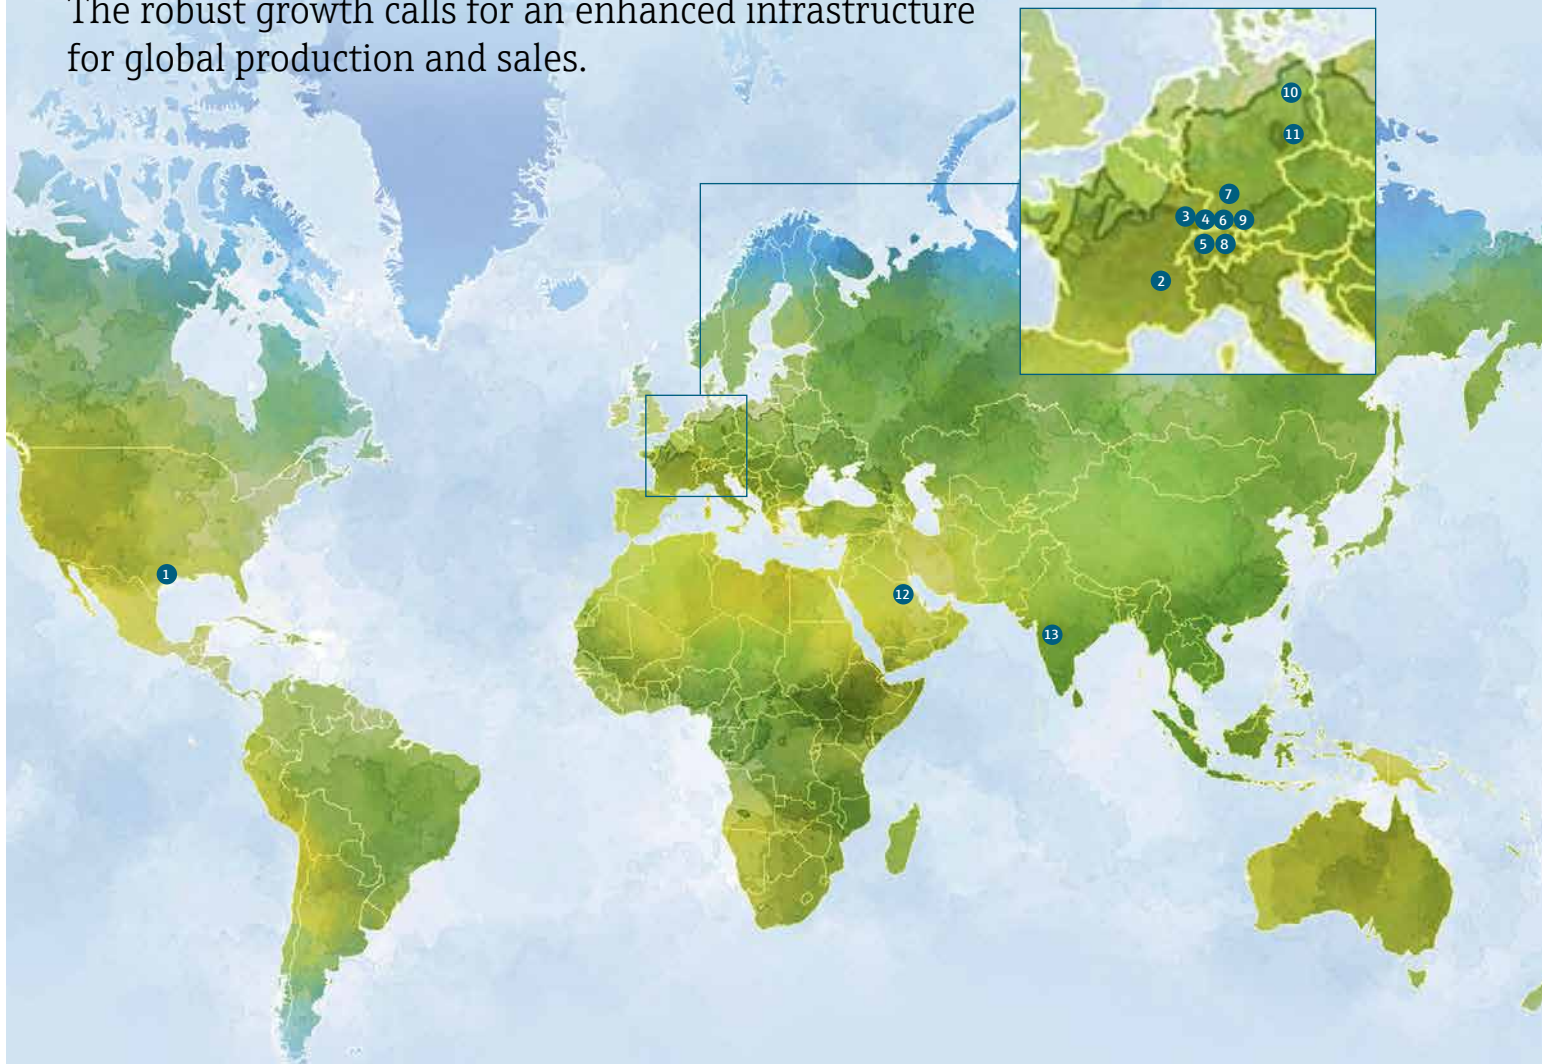 The robust growth calls for an enhanced infrastructure
for global production and sales.
10
11
7
3 4 6 9
5 8
2
1
12
13